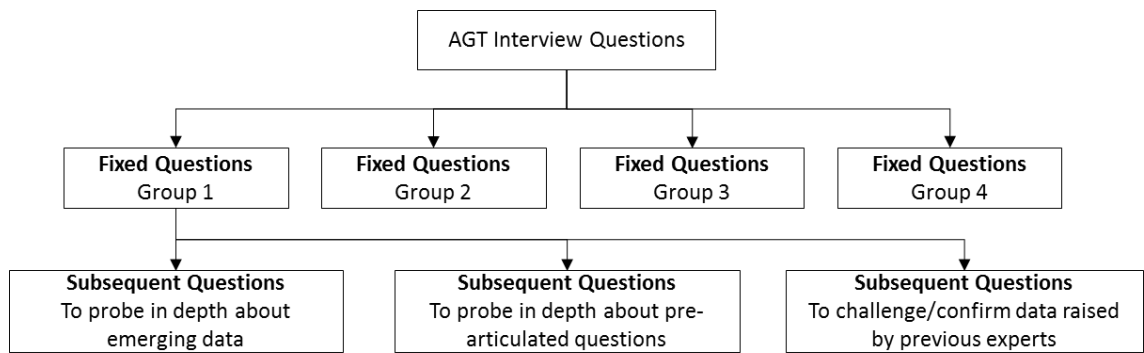 AGT Interview Questions
Fixed Questions
Group 1
Fixed Questions
Group 2
Fixed Questions
Group 3
Fixed Questions
Group 4
Subsequent Questions
To probe in depth about
emerging data
Subsequent Questions
To probe in depth about pre-
articulated questions
Subsequent Questions
To challenge/confirm data raised
by previous experts